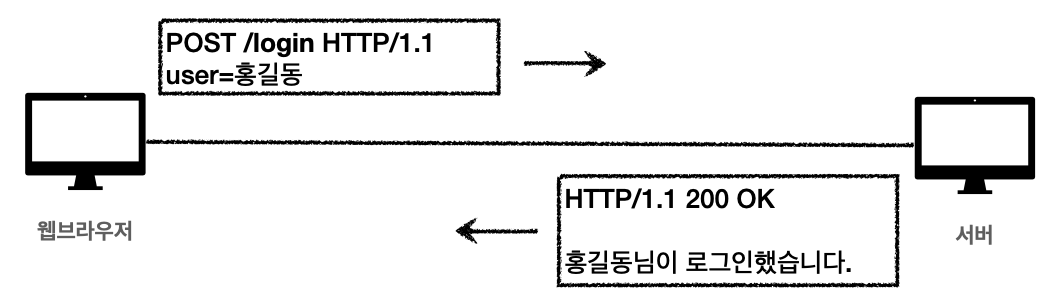 POST /login HTTP/1.1
user=홍길동
웹브라우저
HTTP/1.1 200 OK
홍길동님이 로그인했습니다.
서버